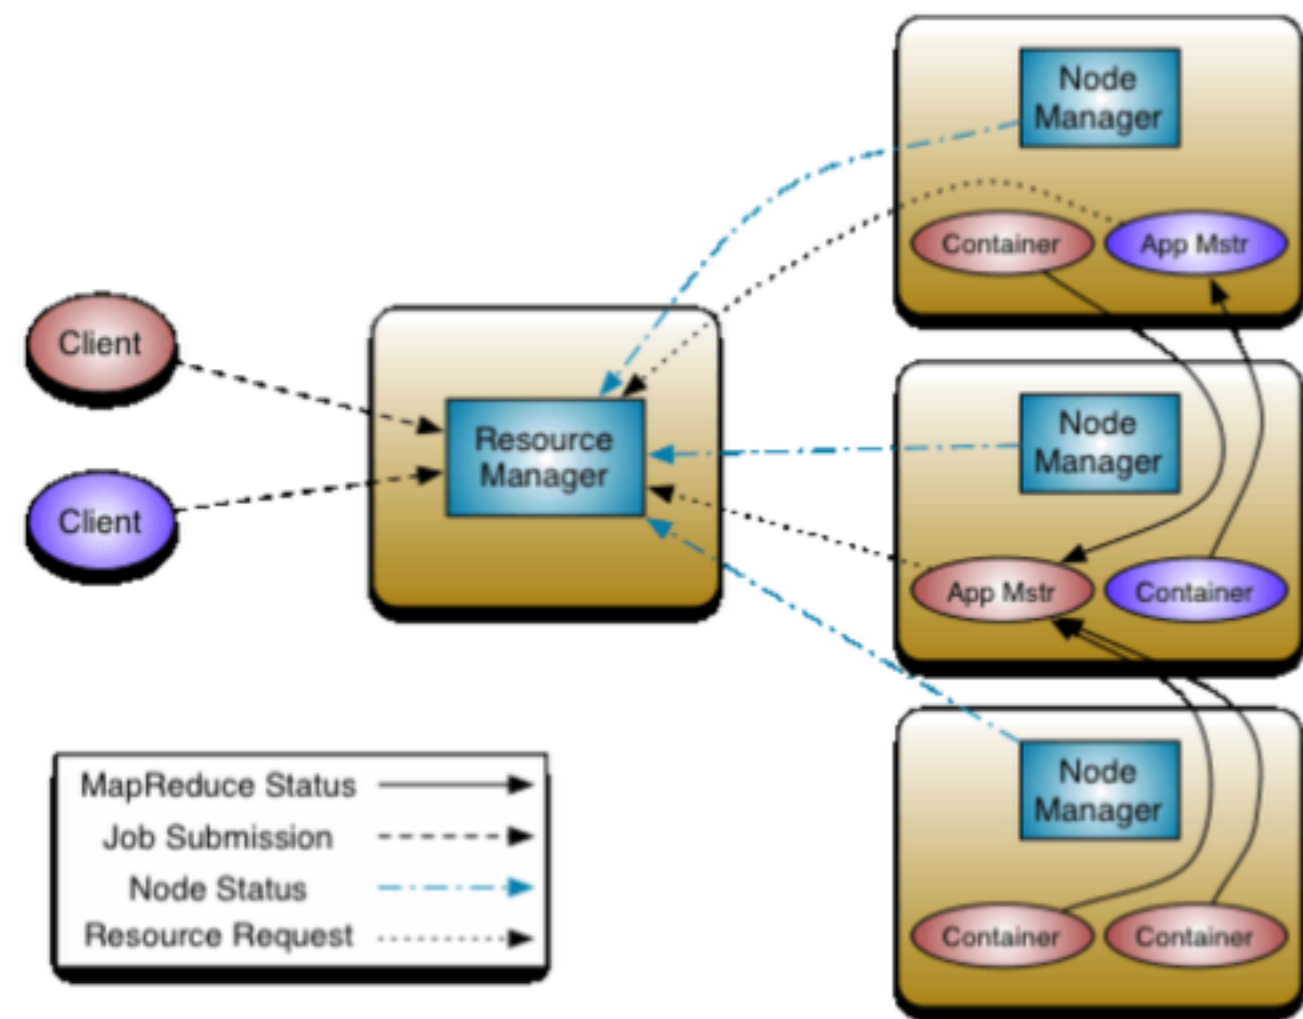 Client
Client
Resource
Manager
Node
Manager
Container
App Mstr
Node
Manager
App Mstr
Container
Node
Manager
Container
Container
MapReduce Status
Job Submission
Node Status
Resource Request